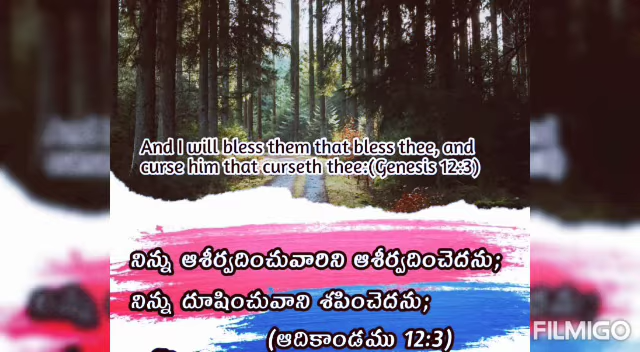 And I will bless them that bless thee, and
curse him that curseth thee:(Genesis 12:3)
నిన్ను ఆశీర్వదించువారిని ఆశీర్వదించెదను;
నిన్ను దూషించువాని శపించెదను;
(ఆదికాండము 12:3)
FILMIGO